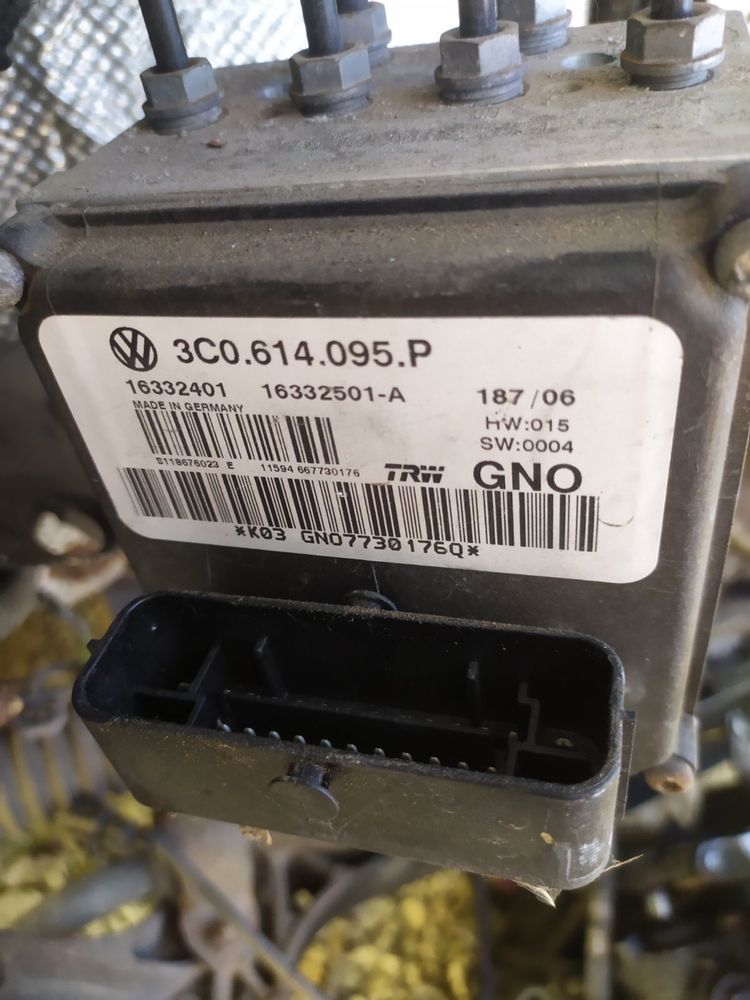 3C0.614.095.P
16332401 16332501-A 187/06
MADE IN GERMANY
HW:015
SW:0004
S118676023 E 11594 667730176 TRW GNO
*K03 GNO7730176Q*